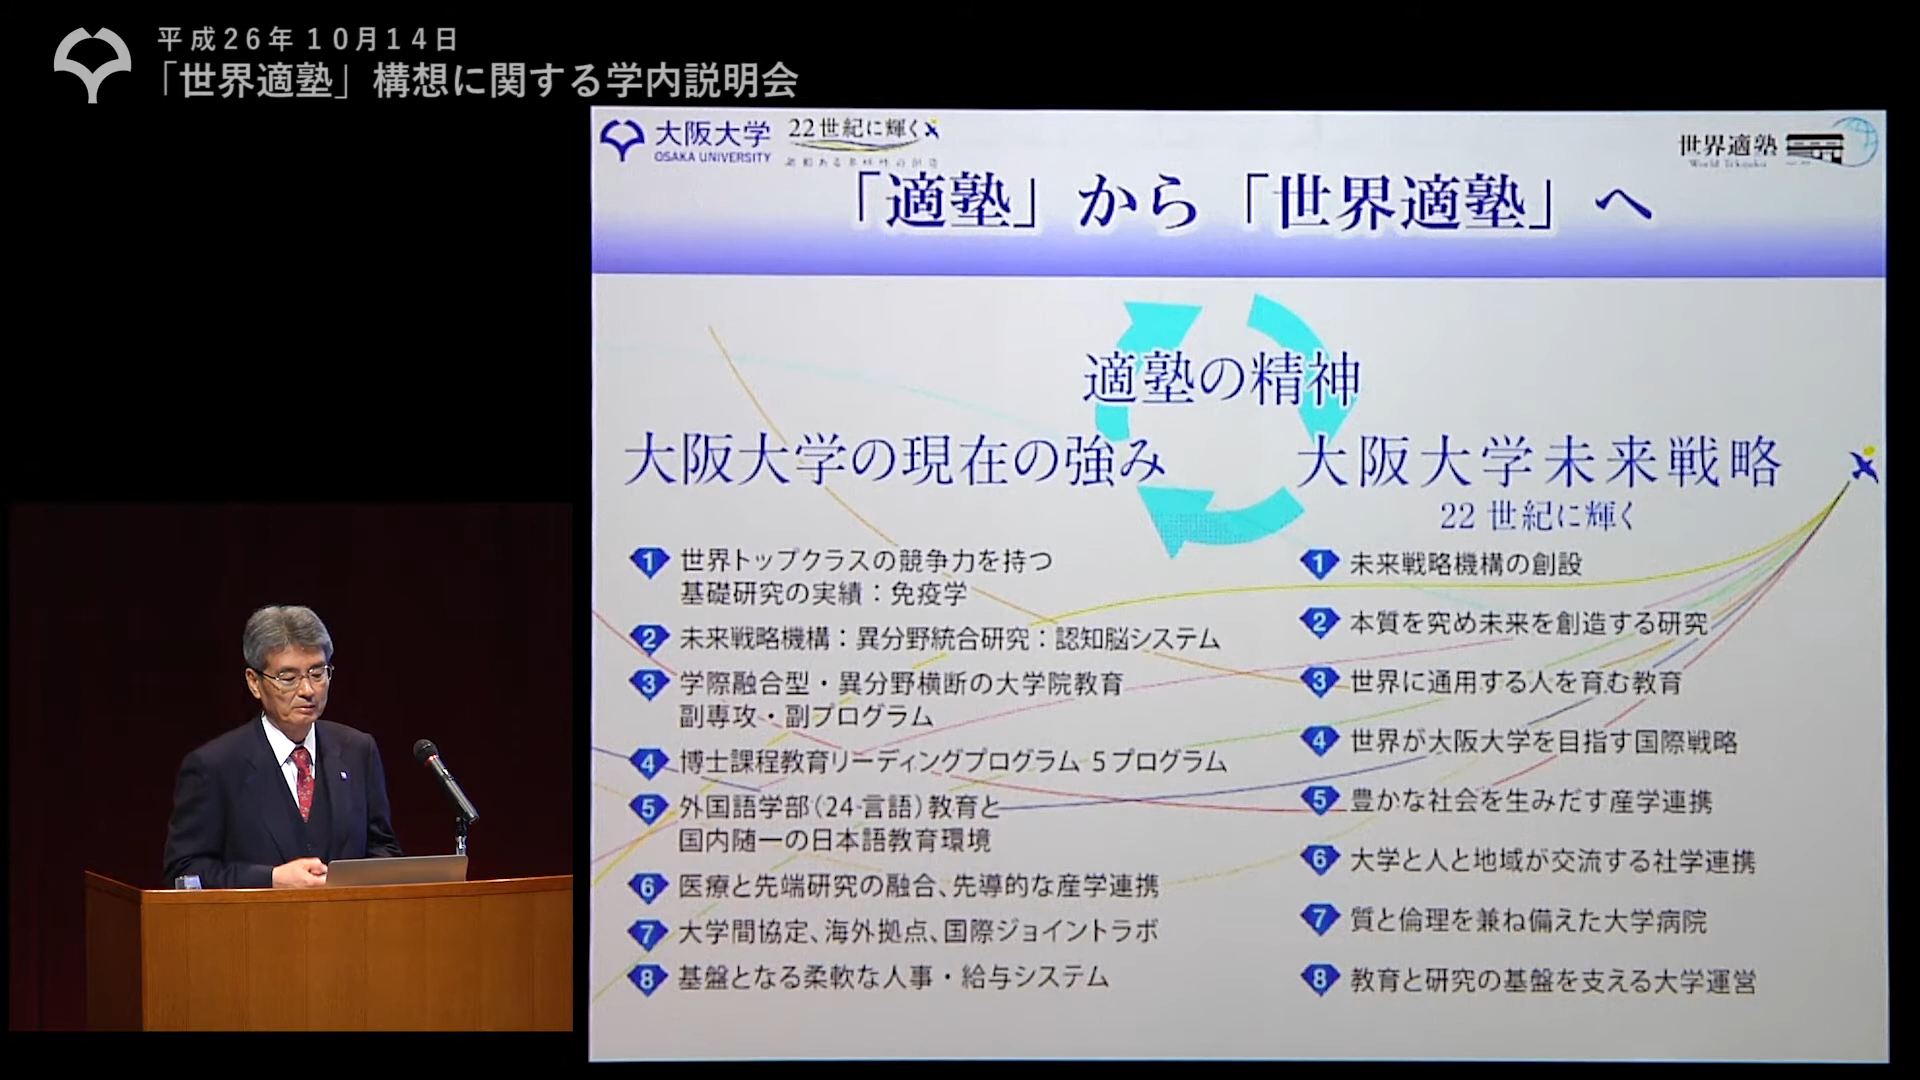 平成26年10月14日
「世界適塾」構想に関する学内説明会
大阪大学
OSAKA UNIVERSITY
22世紀に輝く
世界適塾
World Tekijuku
「適塾」から「世界適塾」へ
適塾の精神
大阪大学の現在の強み
1 世界トップクラスの競争力を持つ
基礎研究の実績：免疫学
2 未来戦略機構：異分野統合研究：認知脳システム
3 学際融合型・異分野横断の大学院教育
副専攻・副プログラム
4 博士課程教育リーディングプログラム 5プログラム
5 外国語学部（24言語）教育と
国内随一の日本語教育環境
6 医療と先端研究の融合、先導的な産学連携
7 大学間協定、海外拠点、国際ジョイントラボ
8 基盤となる柔軟な人事・給与システム
大阪大学未来戦略
22世紀に輝く
1 未来戦略機構の創設
2 本質を究め未来を創造する研究
3 世界に通用する人を育む教育
4 世界が大阪大学を目指す国際戦略
5 豊かな社会を生みだす産学連携
6 大学と人と地域が交流する社学連携
7 質と倫理を兼ね備えた大学病院
8 教育と研究の基盤を支える大学運営